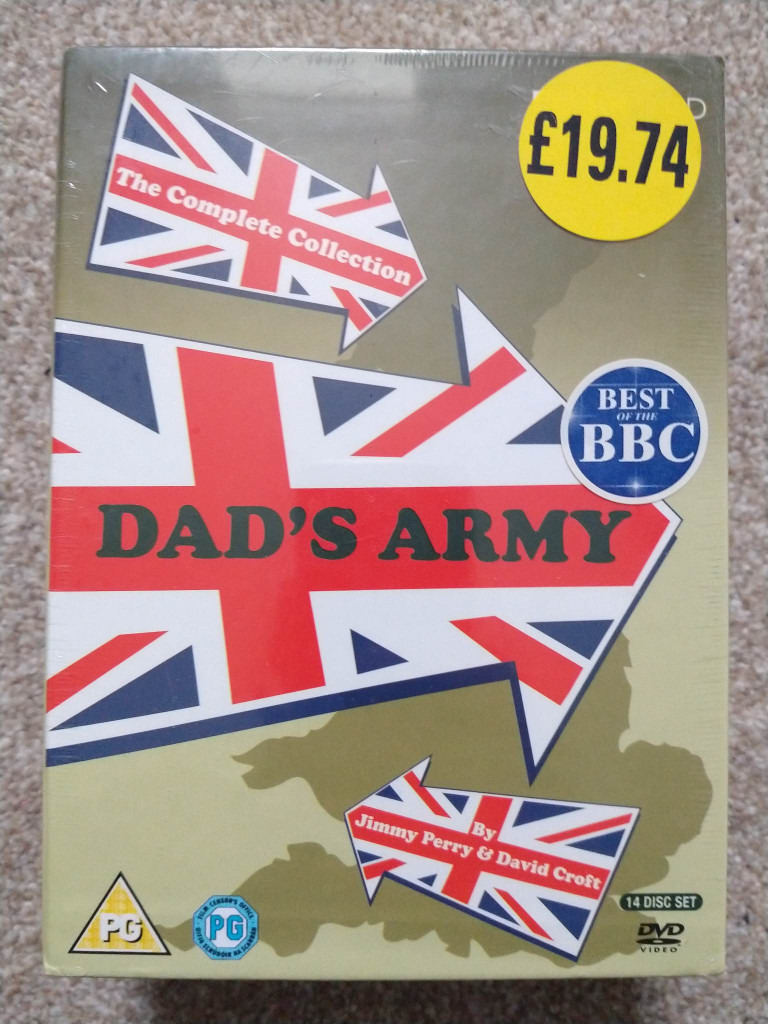 £19.74
The Complete Collection
BEST
OF THE
BBC
DAD'S ARMY
By
Jimmy Perry & David Croft
14 DISC SET
PG
PG
DVD
VIDEO